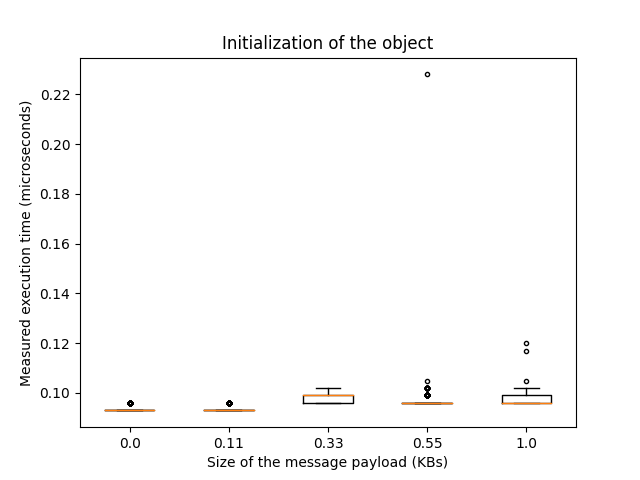 Initialization of the object
Measured execution time (microseconds)
0.22
0.20
0.18
0.16
0.14
0.12
0.10
0.0 0.11 0.33 0.55 1.0
Size of the message payload (KBs)